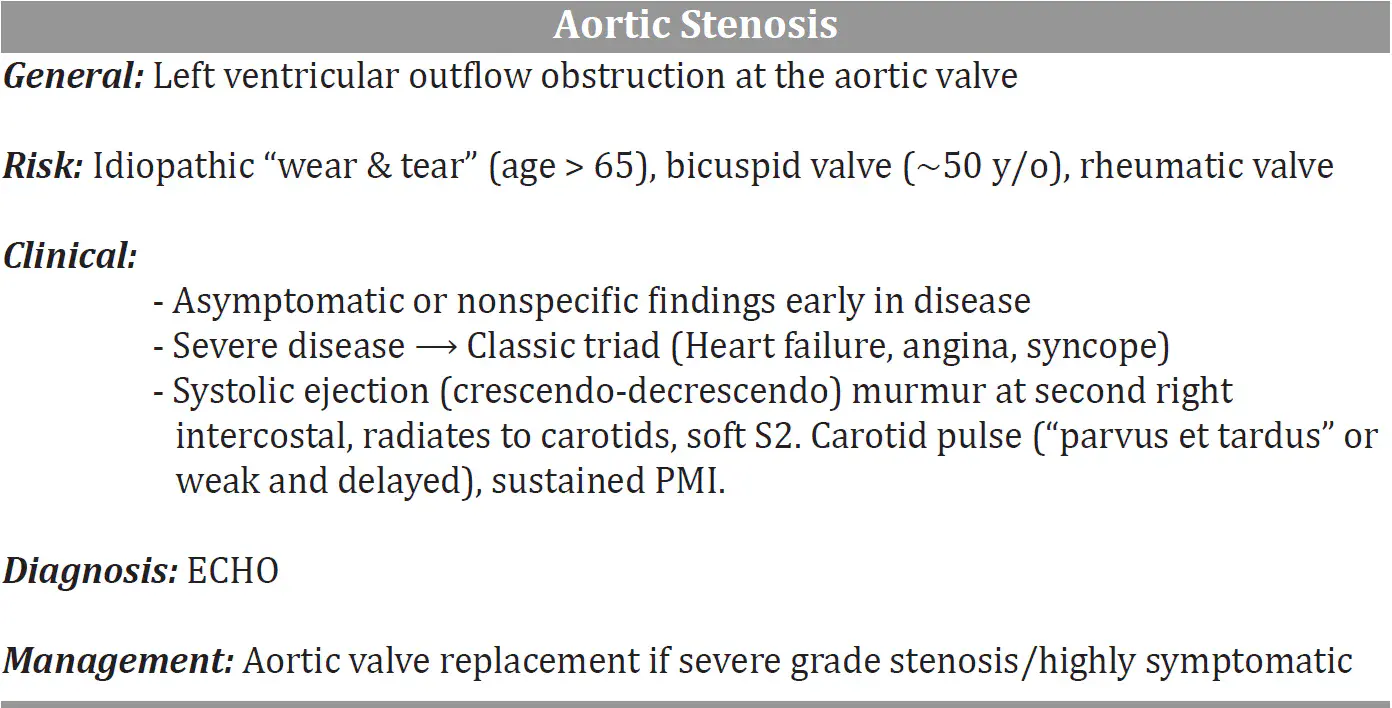 Aortic Stenosis
General: Left ventricular outflow obstruction at the aortic valve
Risk: Idiopathic “wear & tear” (age > 65), bicuspid valve (~50 y/o), rheumatic valve
Clinical:
- Asymptomatic or nonspecific findings early in disease
- Severe disease ⟶ Classic triad (Heart failure, angina, syncope)
- Systolic ejection (crescendo-decrescendo) murmur at second right
intercostal, radiates to carotids, soft S2. Carotid pulse (“parvus et tardus” or
weak and delayed), sustained PMI.
Diagnosis: ECHO
Management: Aortic valve replacement if severe grade stenosis/highly symptomatic